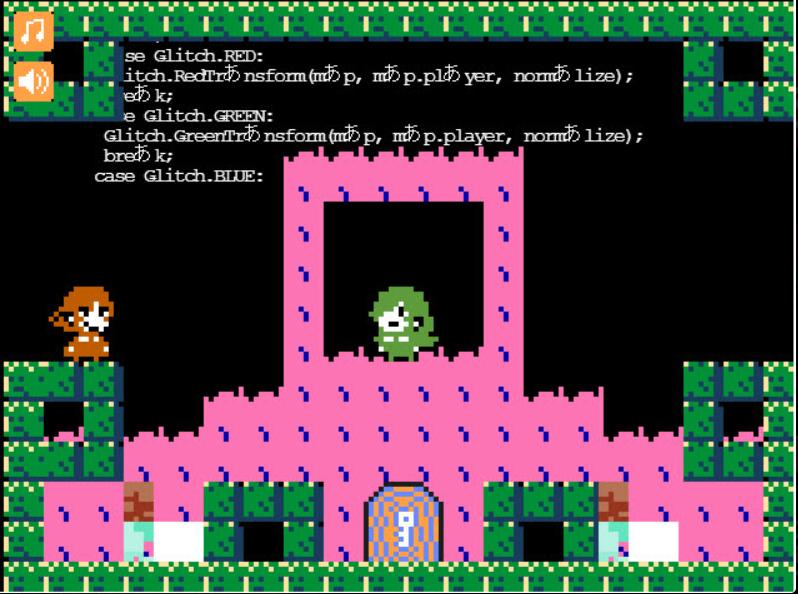 se Glitch.RED:
itch.RedTrあnsform(mあp, mあp.plあyer, normあlize);
eあk;
e Glitch.GREEN:
Glitch.GreenTrあnsform(mあp, mあp.player, normあlize);
breあk;
case Glitch.BLUE: